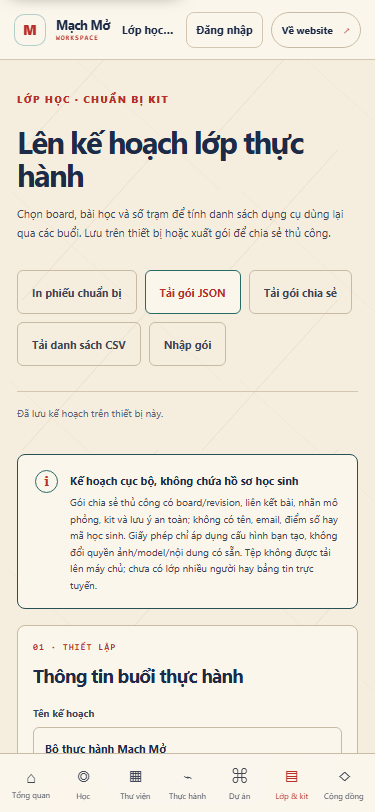 M
Mạch Mở
WORKSPACE
Lớp học...
Đăng nhập
Về website ↗
LỚP HỌC · CHUẨN BỊ KIT
Lên kế hoạch lớp thực
hành
Chọn board, bài học và số trạm để tính danh sách dụng cụ dùng lại
qua các buổi. Lưu trên thiết bị hoặc xuất gói để chia sẻ thủ công.
In phiếu chuẩn bị
Tải gói JSON
Tải gói chia sẻ
Tải danh sách CSV
Nhập gói
Đã lưu kế hoạch trên thiết bị này.
i
Kế hoạch cục bộ, không chứa hồ sơ học sinh
Gói chia sẻ thủ công có board/revision, liên kết bài, nhãn mô
phỏng, kit và lưu ý an toàn; không có tên, email, điểm số hay
mã học sinh. Giấy phép chỉ áp dụng cấu hình bạn tạo, không
đổi quyền ảnh/model/nội dung có sẵn. Tệp không được tải
lên máy chủ; chưa có lớp nhiều người hay bảng tin trực
tuyến.
01 · THIẾT LẬP
Thông tin buổi thực hành
Tên kế hoạch
Bộ thực hành Mạch Mở
Tổng quan
Học
Thư viện
Thực hành
Dự án
Lớp & kit
Cộng đồng